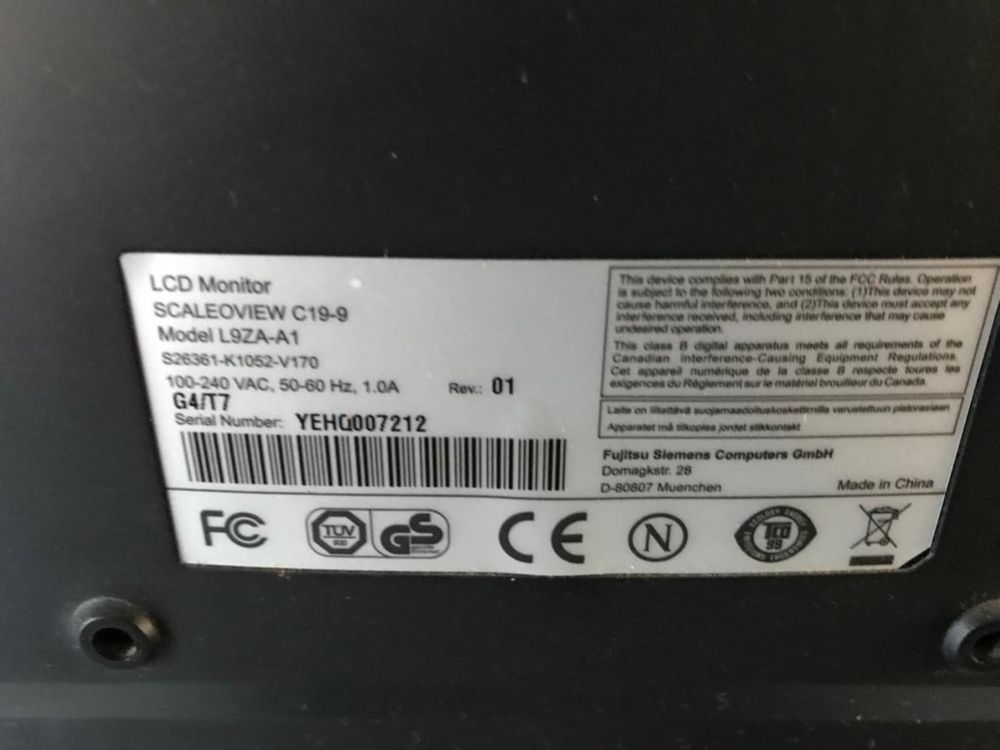 LCD Monitor
SCALEOVIEW C19-9
Model L9ZA-A1
S26361-K1052-V170
100-240 VAC, 50-60 Hz, 1.0A Rev.: 01
G4/T7
Serial Number: YEHQ007212
This device complies with Part 15 of the FCC Rules. Operation
is subject to the following two conditions: (1)This device may not
cause harmful interference, and (2)This device must accept any
interference received, including interference that may cause
undesired operation.
This class B digital apparatus meets all requirements of the
Canadian interference-Causing Equipment Regulations.
Cet appareil numérique de la classe B respecte toures les
exigences du Règlement sur le matériel brouilleur du Canada.
Laite on liitettävä suojamaadoituskoskettimilla varustettuun pistorasiaan
Apparatet må tilkoples jordet stikkontakt
Fujitsu Siemens Computers GmbH
Domagkstr. 28
D-80807 Muenchen
Made in China
FC
TUV
GS
CE
N
TCO
99